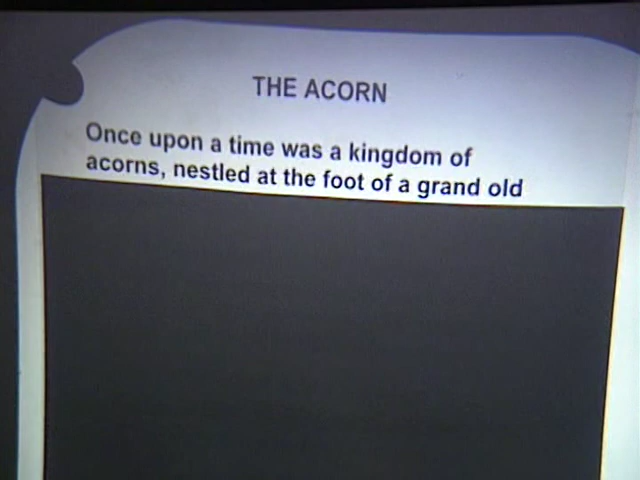 THE ACORN
Once upon a time was a kingdom of
acorns, nestled at the foot of a grand old